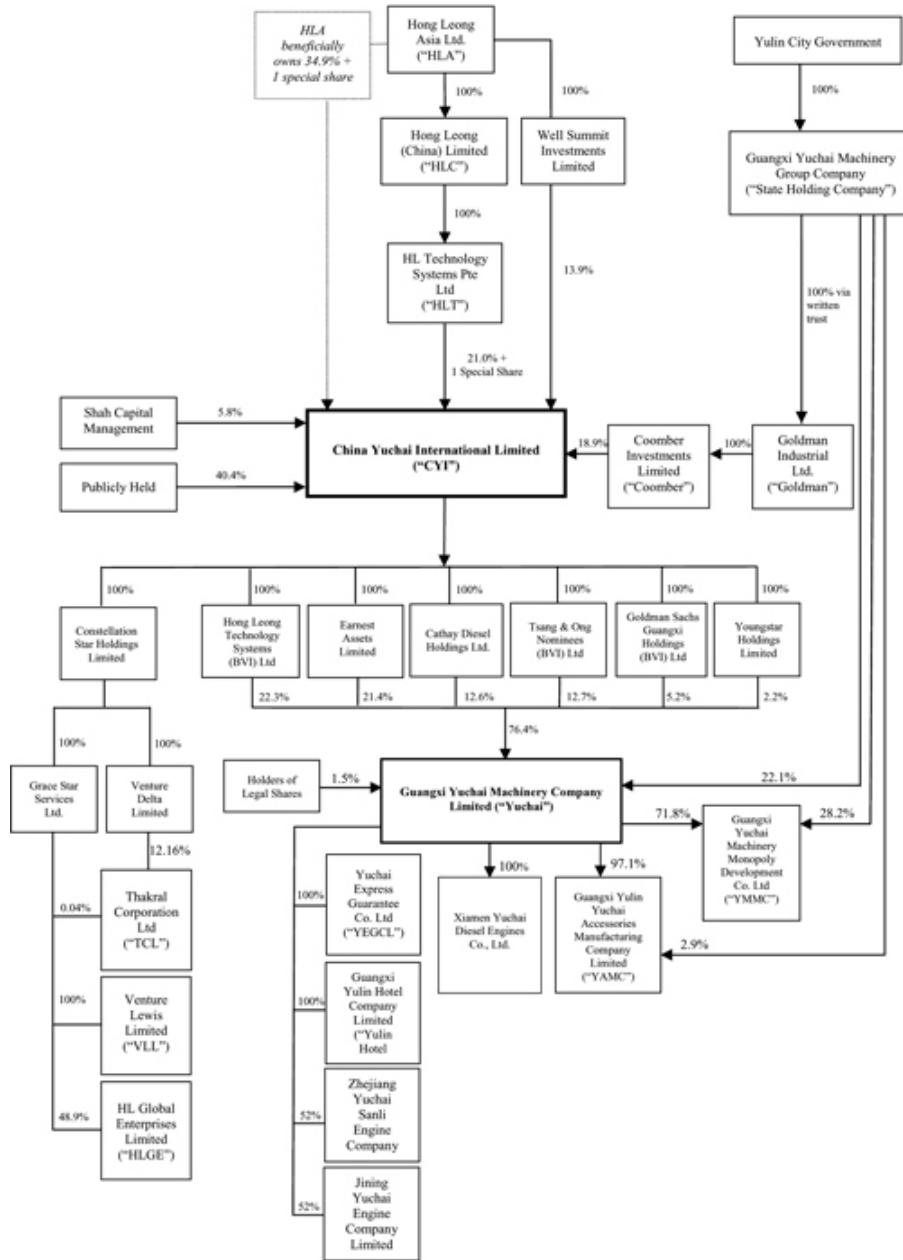 HLA
beneficially
owns 34.9% +
1 special share
Hong Leong
Asia Ltd.
("HLA")
Yulin City Government
100%
100%
100%
Hong Leong
(China) Limited
("HLC")
Well Summit
Investments
Limited
Guangxi Yuchai Machinery
Group Company
("State Holding Company")
100%
HL Technology
Systems Pte
Ltd
("HLT")
13.9%
100% via
written
trust
21.0% +
1 Special Share
Shah Capital
Management
5.8%
Publicly Held
40.4%
China Yuchai International Limited
("CYI")
18.9%
Coomber
Investments
Limited
("Coomber")
100%
Goldman
Industrial
Ltd.
("Goldman")
100%
100%
100%
100%
100%
100%
100%
Constellation
Star Holdings
Limited
Hong Leong
Technology
Systems
(BVI) Ltd
Earnest
Assets
Limited
Cathay Diesel
Holdings Ltd.
Tsang & Ong
Nominees
(BVI) Ltd
Goldman Sachs
Guangxi
Holdings
(BVI) Ltd
Youngstar
Holdings
Limited
22.3%
21.4%
12.6%
12.7%
5.2%
2.2%
76.4%
100%
100%
Grace Star
Services
Ltd.
Venture
Delta
Limited
Holders of
Legal Shares
1.5%
Guangxi Yuchai Machinery Company
Limited ("Yuchai")
22.1%
71.8%
28.2%
Guangxi
Yuchai
Machinery
Monopoly
Development
Co. Ltd
("YMMC")
12.16%
0.04%
Thakral
Corporation
Ltd
("TCL")
100%
Venture
Lewis
Limited
("VLL")
48.9%
HL Global
Enterprises
Limited
("HLGE")
100%
Yuchai
Express
Guarantee
Co. Ltd
("YEGCL")
100%
Xiamen Yuchai
Diesel Engines
Co., Ltd.
97.1%
Guangxi Yulin
Yuchai
Accessories
Manufacturing
Company
Limited
("YAMC")
2.9%
100%
Guangxi
Yulin Hotel
Company
Limited
("Yulin
Hotel
52%
Zhejiang
Yuchai
Sanli
Engine
Company
52%
Jining
Yuchai
Engine
Company
Limited